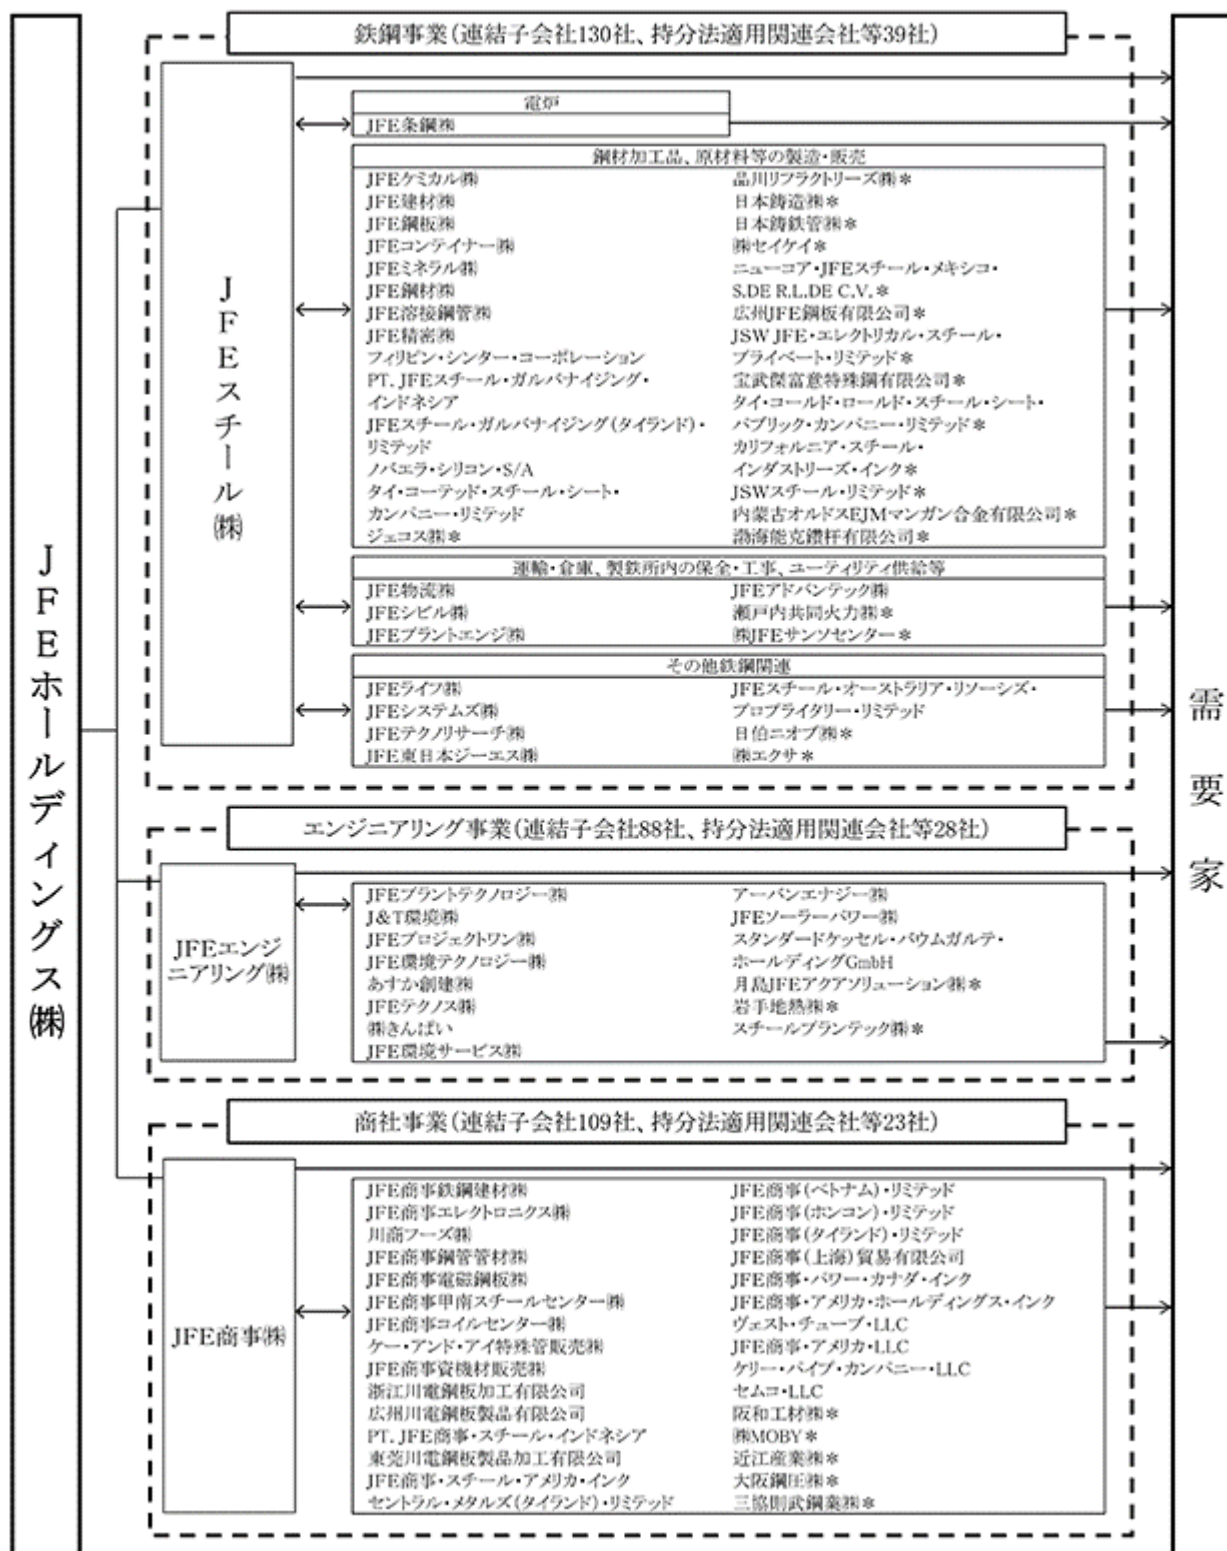 JFEホールディングス㈱
鉄鋼事業(連結子会社130社、持分法適用関連会社等39社)
JFEスチール㈱
電炉
JFE条鋼㈱
鋼材加工品、原材料等の製造・販売
JFEケミカル㈱
JFE建材㈱
JFE鋼板㈱
JFEコンテイナー㈱
JFEミネラル㈱
JFE鋼材㈱
JFE溶接鋼管㈱
JFE精密㈱
フィリピン・シンター・コーポレーション
PT. JFEスチール・ガルバナイジング・
インドネシア
JFEスチール・ガルバナイジング(タイランド)・
リミテッド
ノバエラ・シリコン・S/A
タイ・コーテッド・スチール・シート・
カンパニー・リミテッド
ジェコス㈱＊
品川リフラクトリーズ㈱＊
日本鋳造㈱＊
日本鋳鉄管㈱＊
㈱セイケイ＊
ニューコア・JFEスチール・メキシコ・
S.DE R.L.DE C.V.＊
広州JFE鋼板有限公司＊
JSW JFE・エレクトリカル・スチール・
プライベート・リミテッド＊
宝武傑富意特殊鋼有限公司＊
タイ・コールド・ロールド・スチール・シート・
パブリック・カンパニー・リミテッド＊
カリフォルニア・スチール・
インダストリーズ・インク＊
JSWスチール・リミテッド＊
内蒙古オルドスEJMマンガン合金有限公司＊
渤海能克鑽杆有限公司＊
運輸・倉庫、製鉄所内の保全・工事、ユーティリティ供給等
JFE物流㈱
JFEシビル㈱
JFEプラントエンジ㈱
JFEアドバンテック㈱
瀬戸内共同火力㈱＊
㈱JFEサンソセンター＊
その他鉄鋼関連
JFEライフ㈱
JFEシステムズ㈱
JFEテクノリサーチ㈱
JFE東日本ジーエス㈱
JFEスチール・オーストラリア・リソーシズ・
プロプライタリー・リミテッド
日伯ニオブ㈱＊
㈱エクサ＊
エンジニアリング事業(連結子会社88社、持分法適用関連会社等28社)
JFEエンジ
ニアリング㈱
JFEプラントテクノロジー㈱
J&T環境㈱
JFEプロジェクトワン㈱
JFE環境テクノロジー㈱
あすか創建㈱
JFEテクノス㈱
㈱きんぱい
JFE環境サービス㈱
アーバンエナジー㈱
JFEソーラーパワー㈱
スタンダードケッセル・バウムガルテ・
ホールディングGmbH
月島JFEアクアソリューション㈱＊
岩手地熱㈱＊
スチールプランテック㈱＊
商社事業(連結子会社109社、持分法適用関連会社等23社)
JFE商事㈱
JFE商事鉄鋼建材㈱
JFE商事エレクトロニクス㈱
川商フーズ㈱
JFE商事鋼管管材㈱
JFE商事電磁鋼板㈱
JFE商事甲南スチールセンター㈱
JFE商事コイルセンター㈱
ケー・アンド・アイ特殊管販売㈱
JFE商事資機材販売㈱
浙江川電鋼板加工有限公司
広州川電鋼板製品有限公司
PT. JFE商事・スチール・インドネシア
東莞川電鋼板製品加工有限公司
JFE商事・スチール・アメリカ・インク
セントラル・メタルズ(タイランド)・リミテッド
JFE商事(ベトナム)・リミテッド
JFE商事(ホンコン)・リミテッド
JFE商事(タイランド)・リミテッド
JFE商事(上海)貿易有限公司
JFE商事・パワー・カナダ・インク
JFE商事・アメリカ・ホールディングス・インク
ヴェスト・チューブ・LLC
JFE商事・アメリカ・LLC
ケリー・パイプ・カンパニー・LLC
セムコ・LLC
阪和工材㈱＊
㈱MOBY＊
近江産業㈱＊
大阪鋼圧㈱＊
三協則武鋼業㈱＊
需要家